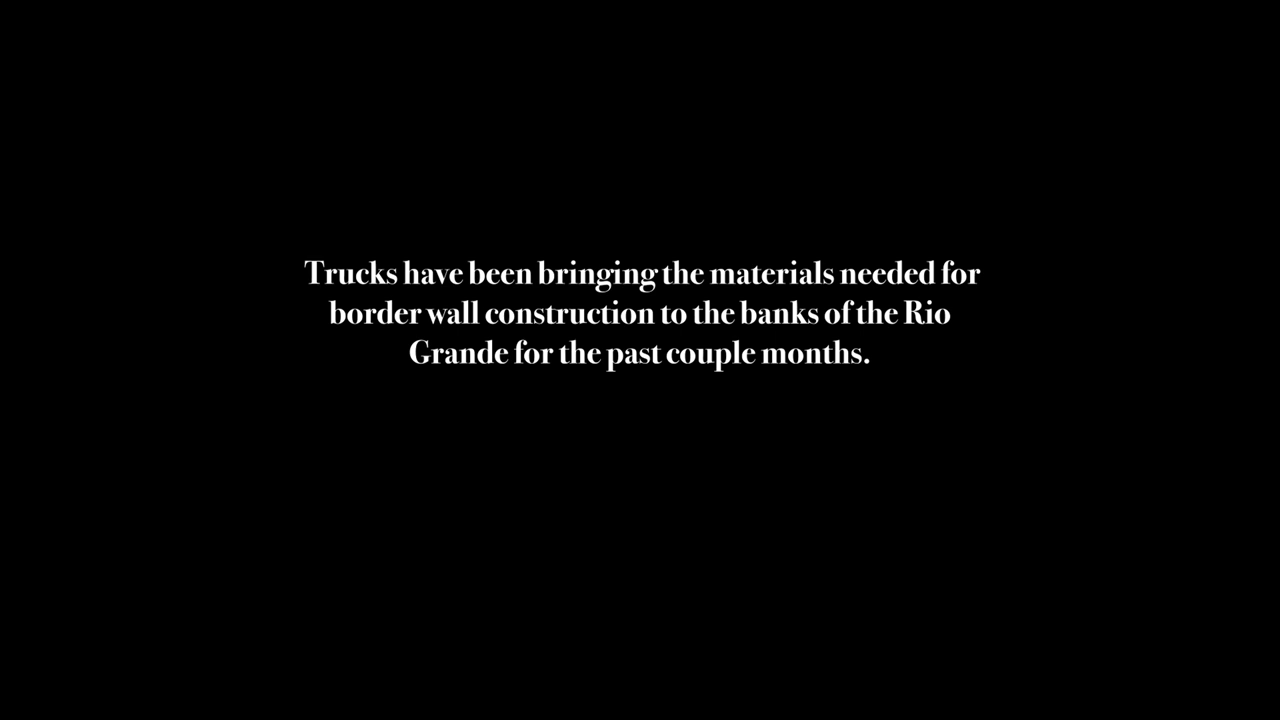 Trucks have been bringing the materials needed for
border wall construction to the banks of the Rio
Grande for the past couple months.